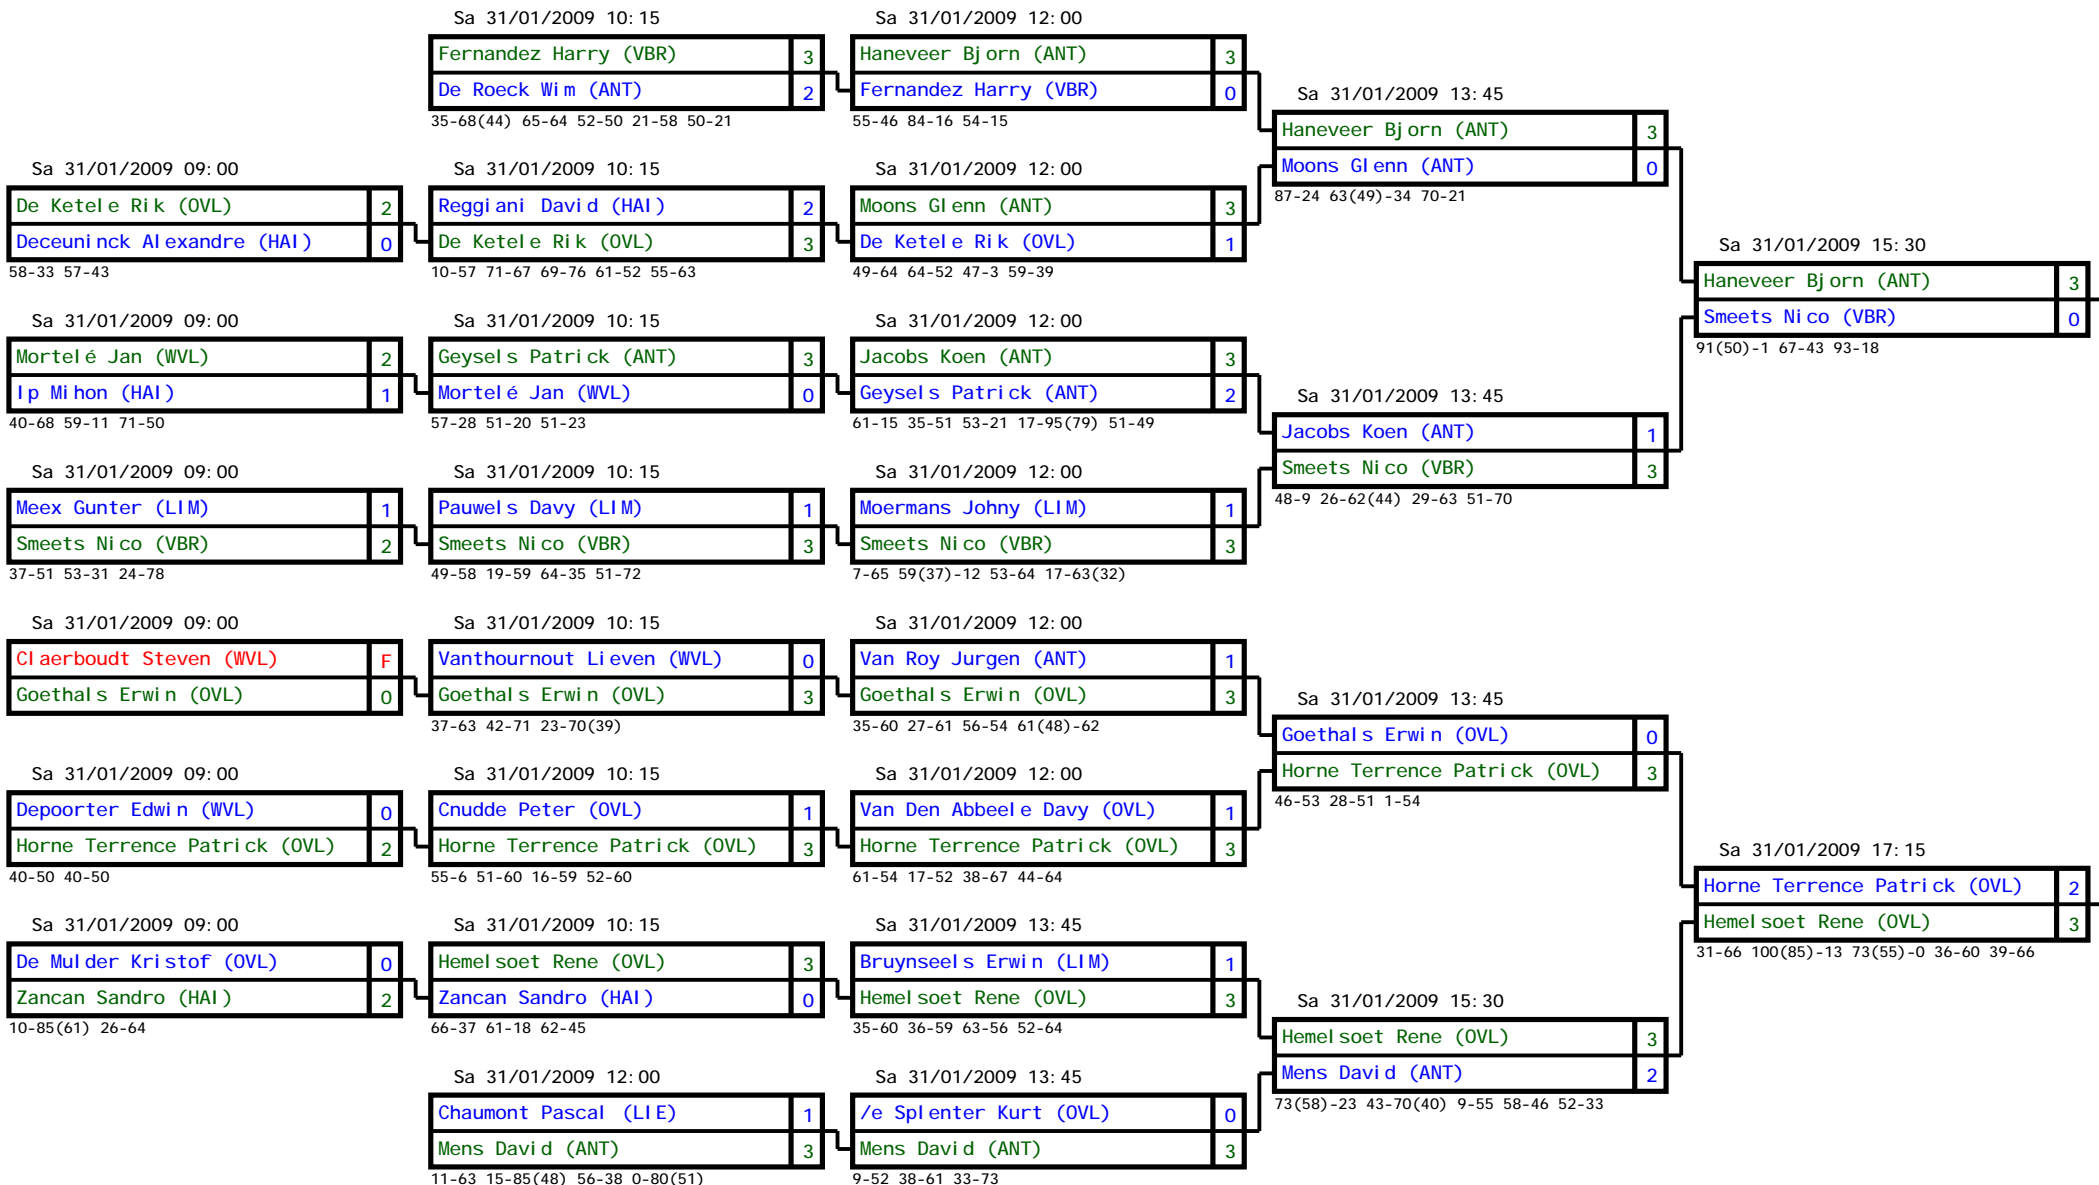 Sa 31/01/2009 10:15
Fernandez Harry (VBR) 3
De Roeck Wim (ANT) 2
35-68(44) 65-64 52-50 21-58 50-21
Sa 31/01/2009 12:00
Haneveer Bjorn (ANT) 3
Fernandez Harry (VBR) 0
55-46 84-16 54-15
Sa 31/01/2009 13:45
Haneveer Bjorn (ANT) 3
Moons Glenn (ANT) 0
87-24 63(49)-34 70-21
Sa 31/01/2009 09:00
De Ketele Rik (OVL) 2
Deceuninck Alexandre (HAI) 0
58-33 57-43
Sa 31/01/2009 10:15
Reggiani David (HAI) 2
De Ketele Rik (OVL) 3
10-57 71-67 69-76 61-52 55-63
Sa 31/01/2009 12:00
Moons Glenn (ANT) 3
De Ketele Rik (OVL) 1
49-64 64-52 47-3 59-39
Sa 31/01/2009 15:30
Haneveer Bjorn (ANT) 3
Smeets Nico (VBR) 0
91(50)-1 67-43 93-18
Sa 31/01/2009 09:00
Mortelé Jan (WVL) 2
Ip Mihon (HAI) 1
40-68 59-11 71-50
Sa 31/01/2009 10:15
Geysels Patrick (ANT) 3
Mortelé Jan (WVL) 0
57-28 51-20 51-23
Sa 31/01/2009 12:00
Jacobs Koen (ANT) 3
Geysels Patrick (ANT) 2
61-15 35-51 53-21 17-95(79) 51-49
Sa 31/01/2009 13:45
Jacobs Koen (ANT) 1
Smeets Nico (VBR) 3
48-9 26-62(44) 29-63 51-70
Sa 31/01/2009 09:00
Meex Gunter (LIM) 1
Smeets Nico (VBR) 2
37-51 53-31 24-78
Sa 31/01/2009 10:15
Pauwels Davy (LIM) 1
Smeets Nico (VBR) 3
49-58 19-59 64-35 51-72
Sa 31/01/2009 12:00
Moermans Johny (LIM) 1
Smeets Nico (VBR) 3
7-65 59(37)-12 53-64 17-63(32)
Sa 31/01/2009 09:00
Claerboudt Steven (WVL) F
Goethals Erwin (OVL) 0
Sa 31/01/2009 10:15
Vanthournout Lieven (WVL) 0
Goethals Erwin (OVL) 3
37-63 42-71 23-70(39)
Sa 31/01/2009 12:00
Van Roy Jurgen (ANT) 1
Goethals Erwin (OVL) 3
35-60 27-61 56-54 61(48)-62
Sa 31/01/2009 13:45
Goethals Erwin (OVL) 0
Horne Terrence Patrick (OVL) 3
46-53 28-51 1-54
Sa 31/01/2009 09:00
Depoorter Edwin (WVL) 0
Horne Terrence Patrick (OVL) 2
40-50 40-50
Sa 31/01/2009 10:15
Cnudde Peter (OVL) 1
Horne Terrence Patrick (OVL) 3
55-6 51-60 16-59 52-60
Sa 31/01/2009 12:00
Van Den Abbeele Davy (OVL) 1
Horne Terrence Patrick (OVL) 3
61-54 17-52 38-67 44-64
Sa 31/01/2009 17:15
Horne Terrence Patrick (OVL) 2
Hemelsoet Rene (OVL) 3
31-66 100(85)-13 73(55)-0 36-60 39-66
Sa 31/01/2009 09:00
De Mulder Kristof (OVL) 0
Zancan Sandro (HAI) 2
10-85(61) 26-64
Sa 31/01/2009 10:15
Hemelsoet Rene (OVL) 3
Zancan Sandro (HAI) 0
66-37 61-18 62-45
Sa 31/01/2009 13:45
Bruynseels Erwin (LIM) 1
Hemelsoet Rene (OVL) 3
35-60 36-59 63-56 52-64
Sa 31/01/2009 15:30
Hemelsoet Rene (OVL) 3
Mens David (ANT) 2
73(58)-23 43-70(40) 9-55 58-46 52-33
Sa 31/01/2009 12:00
Chaumont Pascal (LIE) 1
Mens David (ANT) 3
11-63 15-85(48) 56-38 0-80(51)
Sa 31/01/2009 13:45
/e Splenter Kurt (OVL) 0
Mens David (ANT) 3
9-52 38-61 33-73